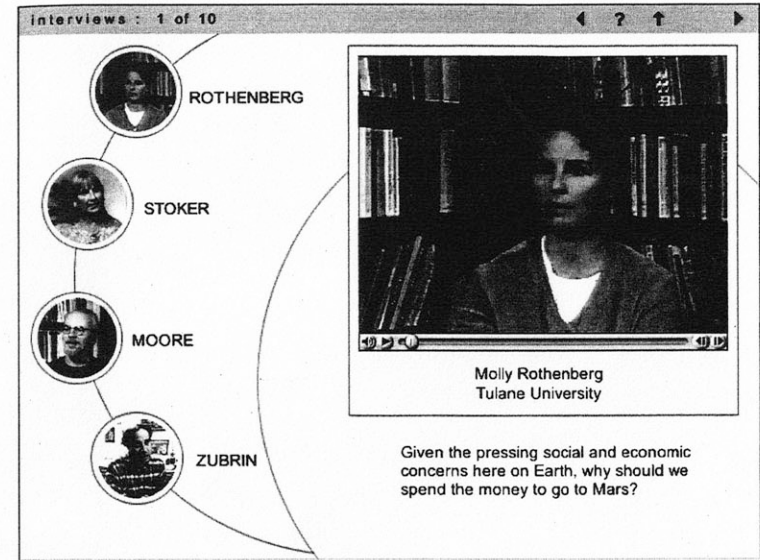 interviews : 1 of 10
?
ROTHENBERG
STOKER
MOORE
ZUBRIN
Molly Rothenberg
Tulane University
Given the pressing social and economic
concerns here on Earth, why should we
spend the money to go to Mars?